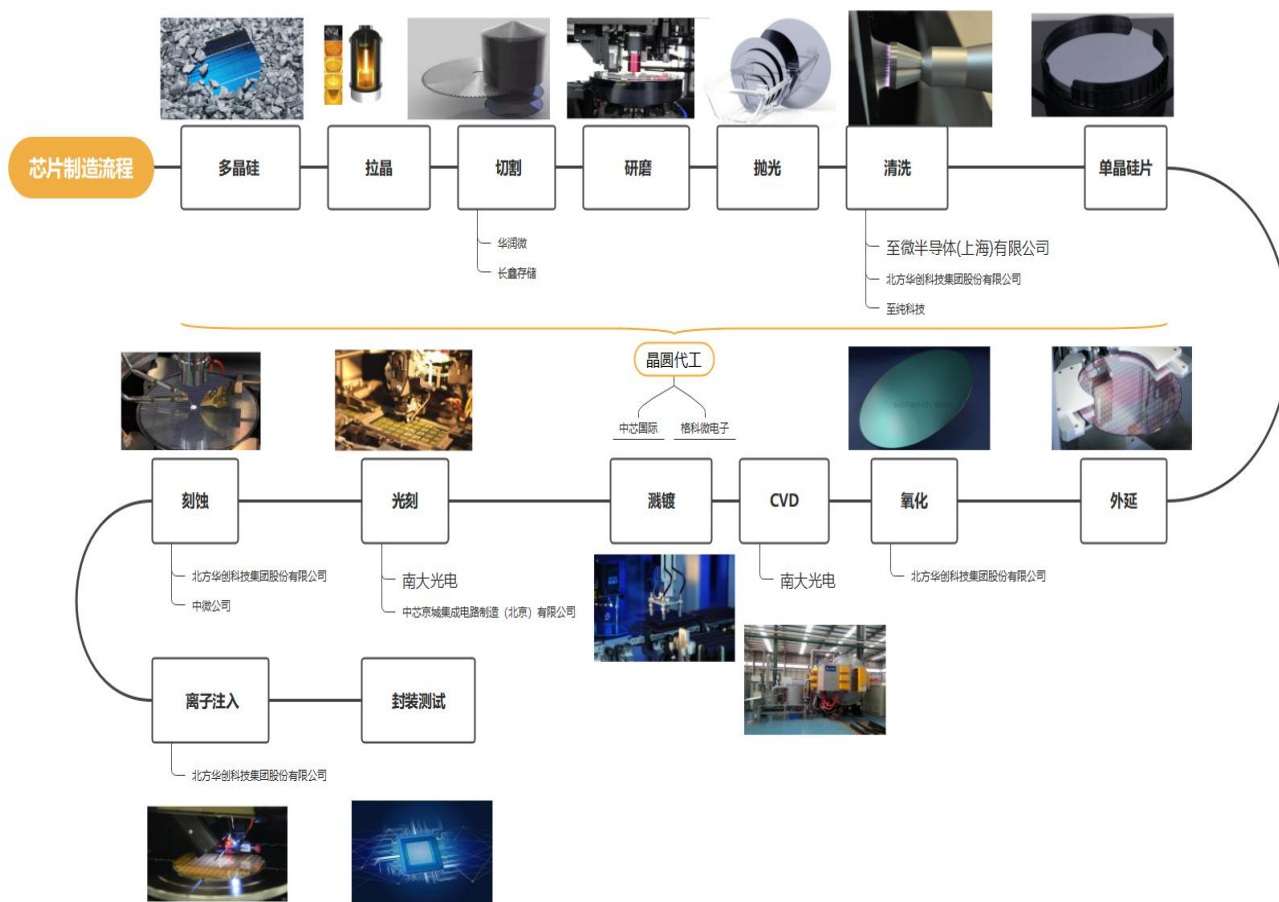 芯片制造流程
多晶硅
拉晶
切割
研磨
抛光
清洗
单晶硅片
华润微
长鑫存储
至微半导体(上海)有限公司
北方华创科技集团股份有限公司
至纯科技
晶圆代工
中芯国际
格科微电子
刻蚀
光刻
溅镀
CVD
氧化
外延
北方华创科技集团股份有限公司
中微公司
南大光电
中芯京城集成电路制造（北京）有限公司
南大光电
北方华创科技集团股份有限公司
离子注入
封装测试
北方华创科技集团股份有限公司